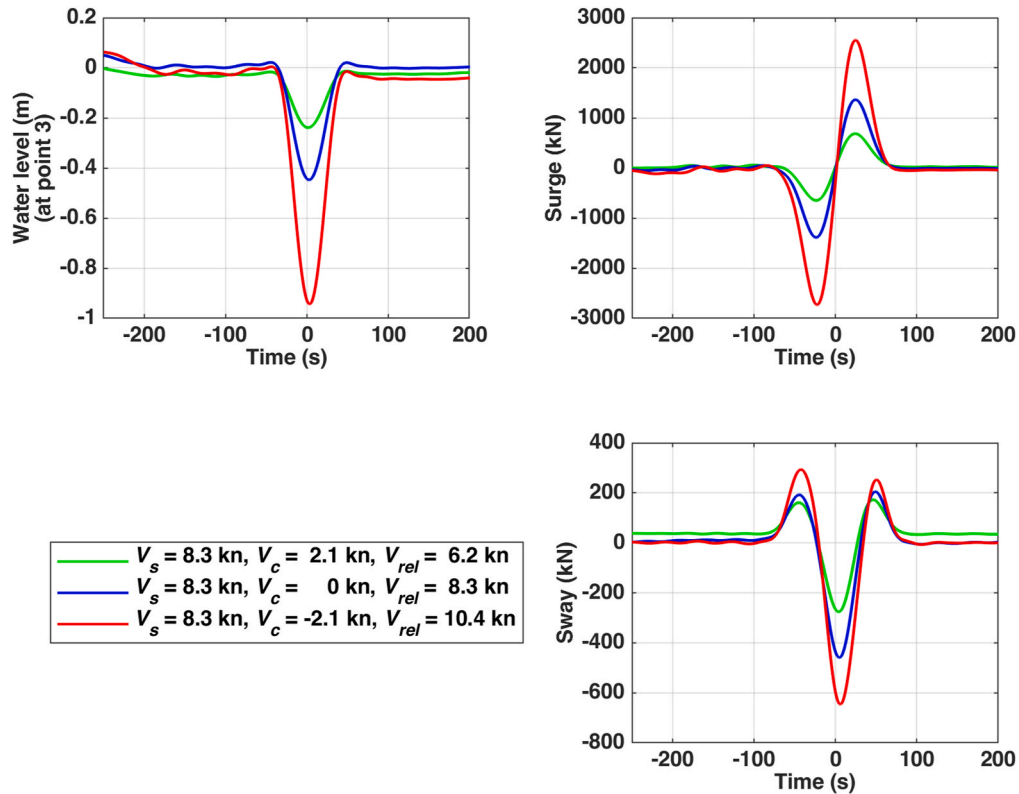 0.2
0
-0.2
-0.4
-0.6
-0.8
-1
-200 -100 0 100 200
Time (s)
Water level (m)
(at point 3)
3000
2000
1000
0
-1000
-2000
-3000
-200 -100 0 100 200
Time (s)
Surge (kN)
V_s = 8.3 kn, V_c = 2.1 kn, V_rel = 6.2 kn
V_s = 8.3 kn, V_c = 0 kn, V_rel = 8.3 kn
V_s = 8.3 kn, V_c = -2.1 kn, V_rel = 10.4 kn
400
200
0
-200
-400
-600
-800
-200 -100 0 100 200
Time (s)
Sway (kN)